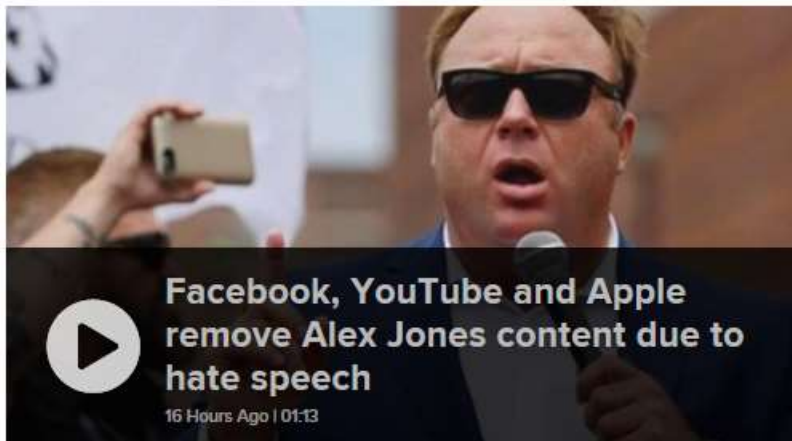 Facebook, YouTube and Apple
remove Alex Jones content due to
hate speech
16 Hours Ago | 01:13